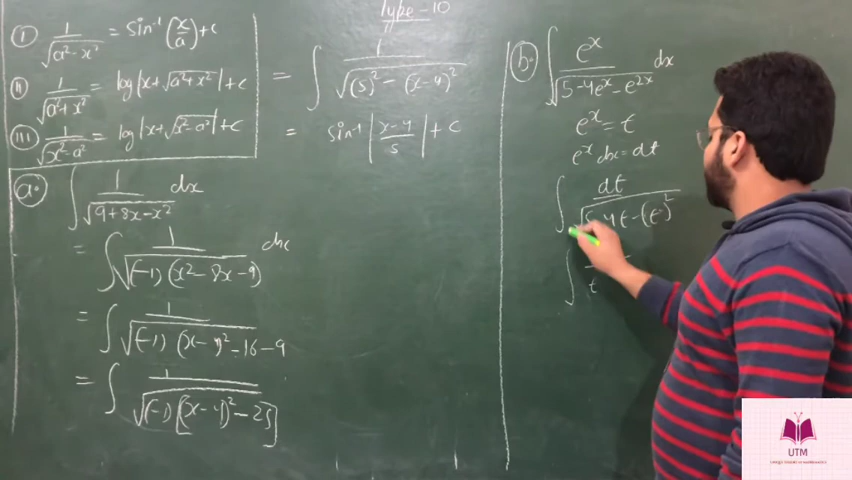 Type - 10
(i) 1/√(a²-x²) = sin⁻¹(x/a) + c
(ii) 1/√(a²+x²) = log|x+√(a²+x²)| + c
(iii) 1/√(x²-a²) = log|x+√(x²-a²)| + c
(a.) ∫ 1/√(9+8x-x²) dx
= ∫ 1/√((-1)(x²-8x-9)) dx
= ∫ 1/√((-1)(x-4)²-16-9
= ∫ 1/√((-1)[(x-4)²-25])
= ∫ 1/√((5)²-(x-4)²)
= sin⁻¹|x-4/5| + c
(b.) ∫ eˣ/√(5-4eˣ-e²ˣ) dx
eˣ = t
eˣ dx = dt
∫ dt/√(5-4t-(t)²)
∫
t
UTM